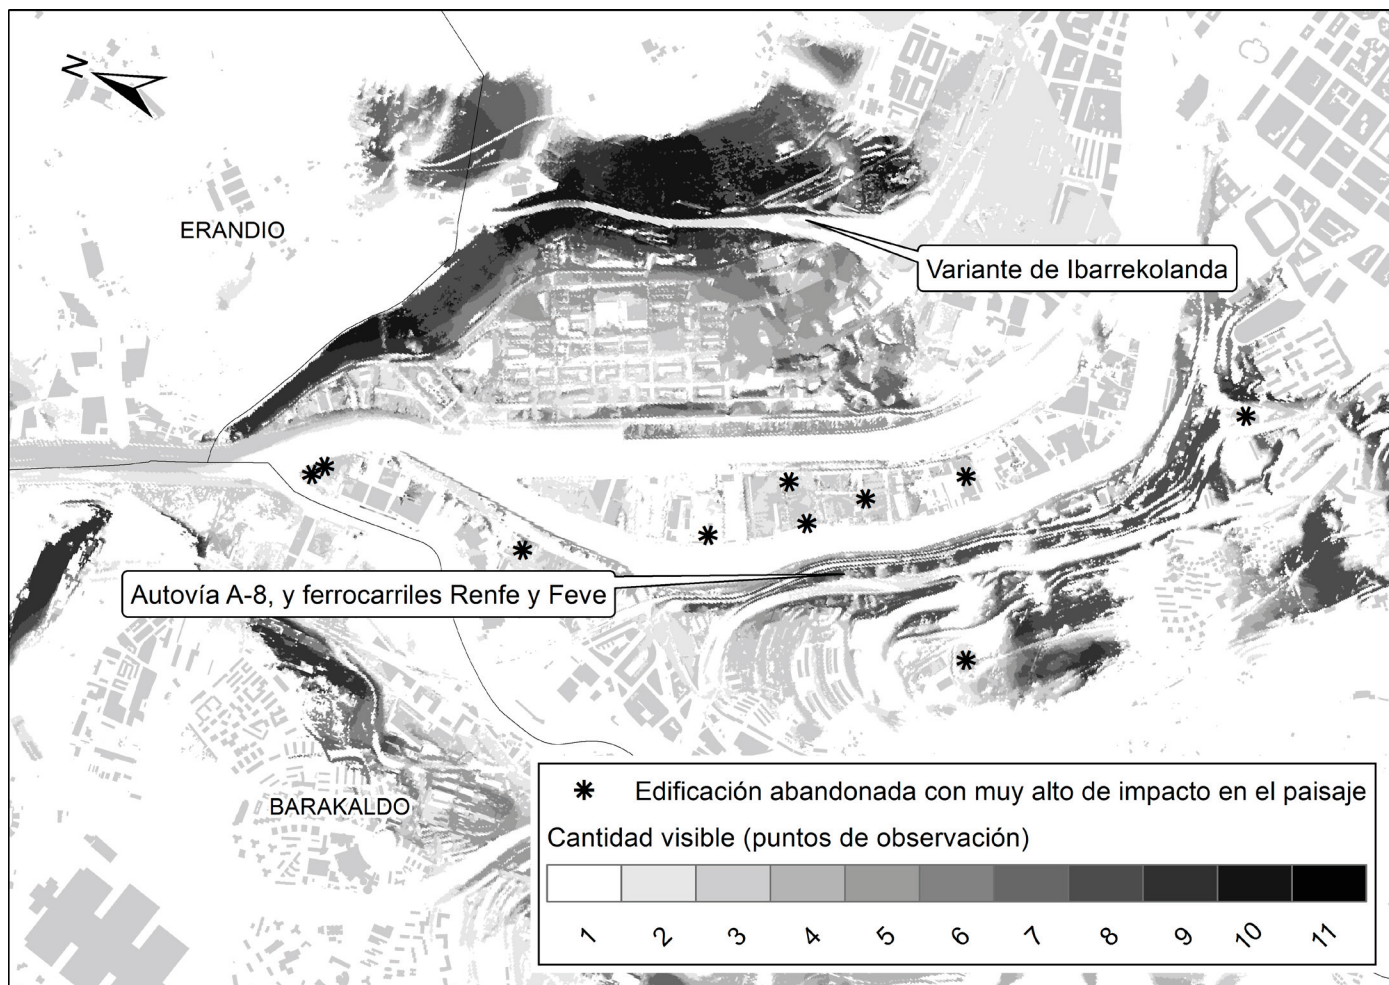 N
ERANDIO
Variante de Ibarrekolanda
Autovía A-8, y ferrocarriles Renfe y Feve
BARAKALDO
Edificación abandonada con muy alto de impacto en el paisaje
Cantidad visible (puntos de observación)
1 2 3 4 5 6 7 8 9 10 11